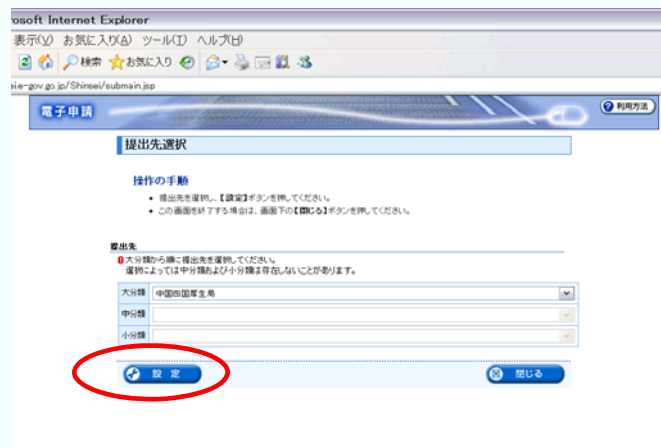 rosoft Internet Explorer
表示(V) お気に入り(A) ツール(T) ヘルプ(H)
検索 お気に入り
sie-gov.go.jp/Shinsei/submain.jsp
電子申請
利用方法
提出先選択
操作の手順
• 提出先を選択し、【設定】ボタンを押してください。
• この画面を終了する場合は、画面下の【閉じる】ボタンを押してください。
提出先
大分類から順に提出先を選択してください。
選択によっては中分類および小分類は存在しないことがあります。
大分類 中国四国厚生局
中分類
小分類
設 定
閉じる